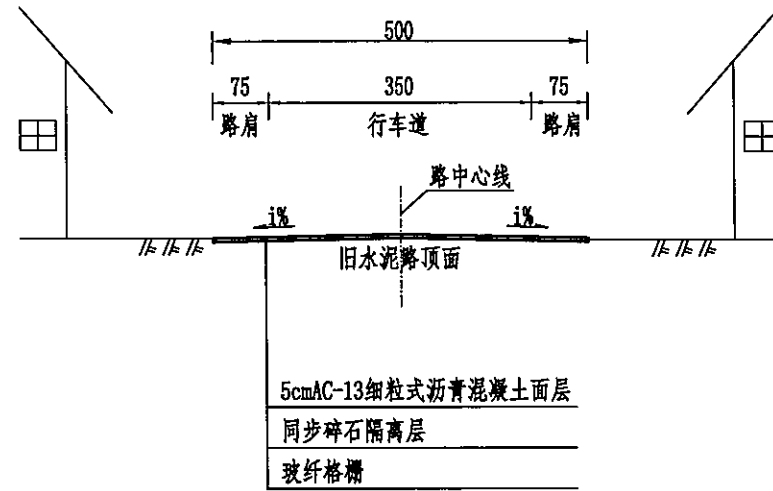 500
75 350 75
路肩 行车道 路肩
路中心线
i% i%
旧水泥路顶面
5cmAC-13细粒式沥青混凝土面层
同步碎石隔离层
玻纤格栅